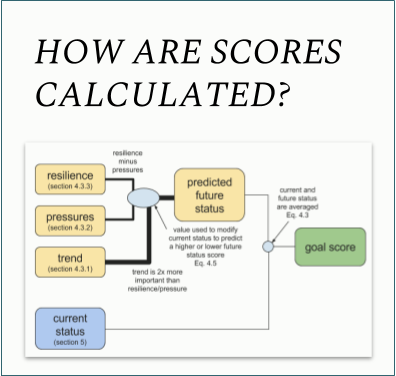 HOW ARE SCORES
CALCULATED?
resilience
minus
pressures
resilience
(section 4.3.3)
pressures
(section 4.3.2)
trend
(section 4.3.1)
predicted
future
status
value used to modify
current status to predict
a higher or lower future
status score
Eq. 4.5
trend is 2x more
important than
resilience/pressure
current and
future status
are averaged
Eq. 4.3
goal score
current
status
(section 5)